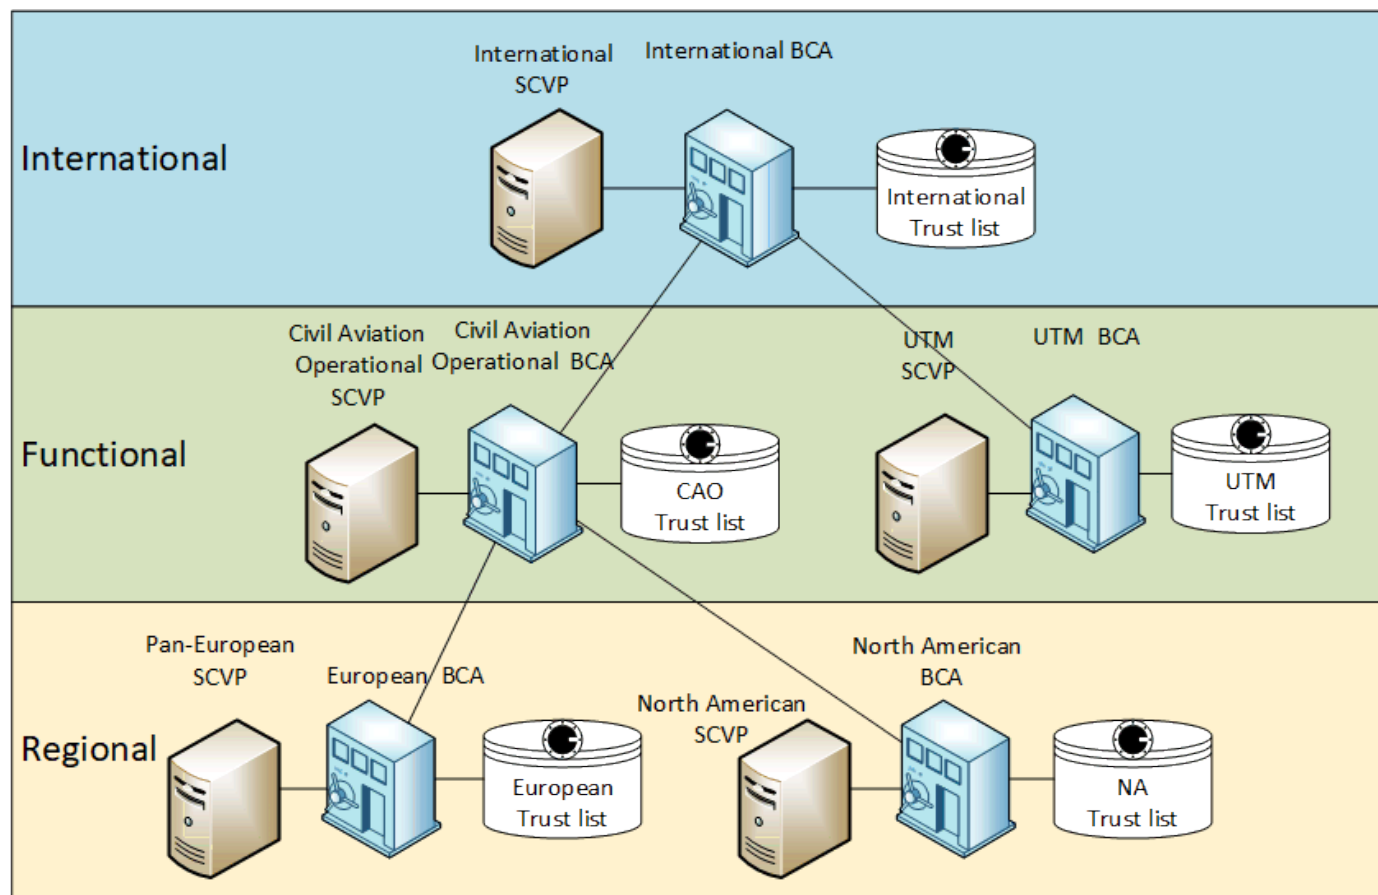 International
SCVP
International BCA
International
International
Trust list
Civil Aviation
Operational
SCVP
Civil Aviation
Operational BCA
UTM
SCVP
UTM BCA
Functional
CAO
Trust list
UTM
Trust list
Pan-European
SCVP
European BCA
North American
SCVP
North American
BCA
Regional
European
Trust list
NA
Trust list